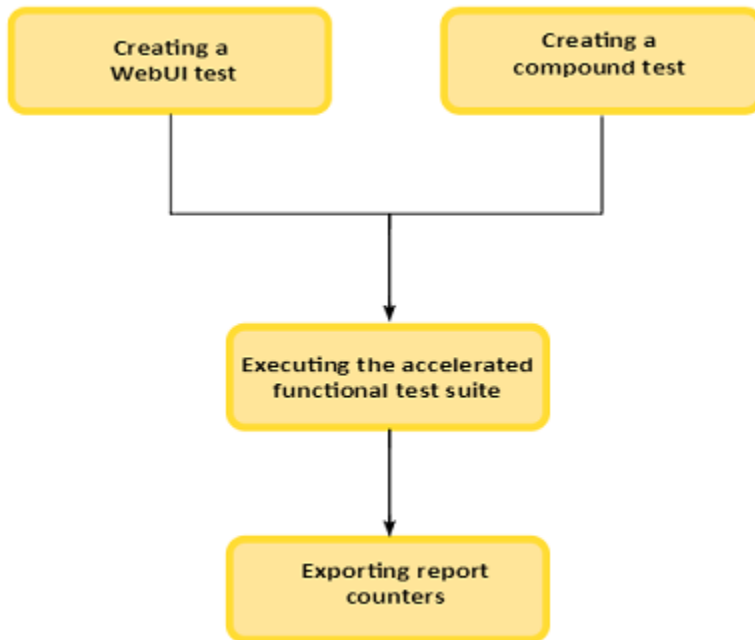 Creating a
WebUI test
Creating a
compound test
Executing the accelerated
functional test suite
Exporting report
counters